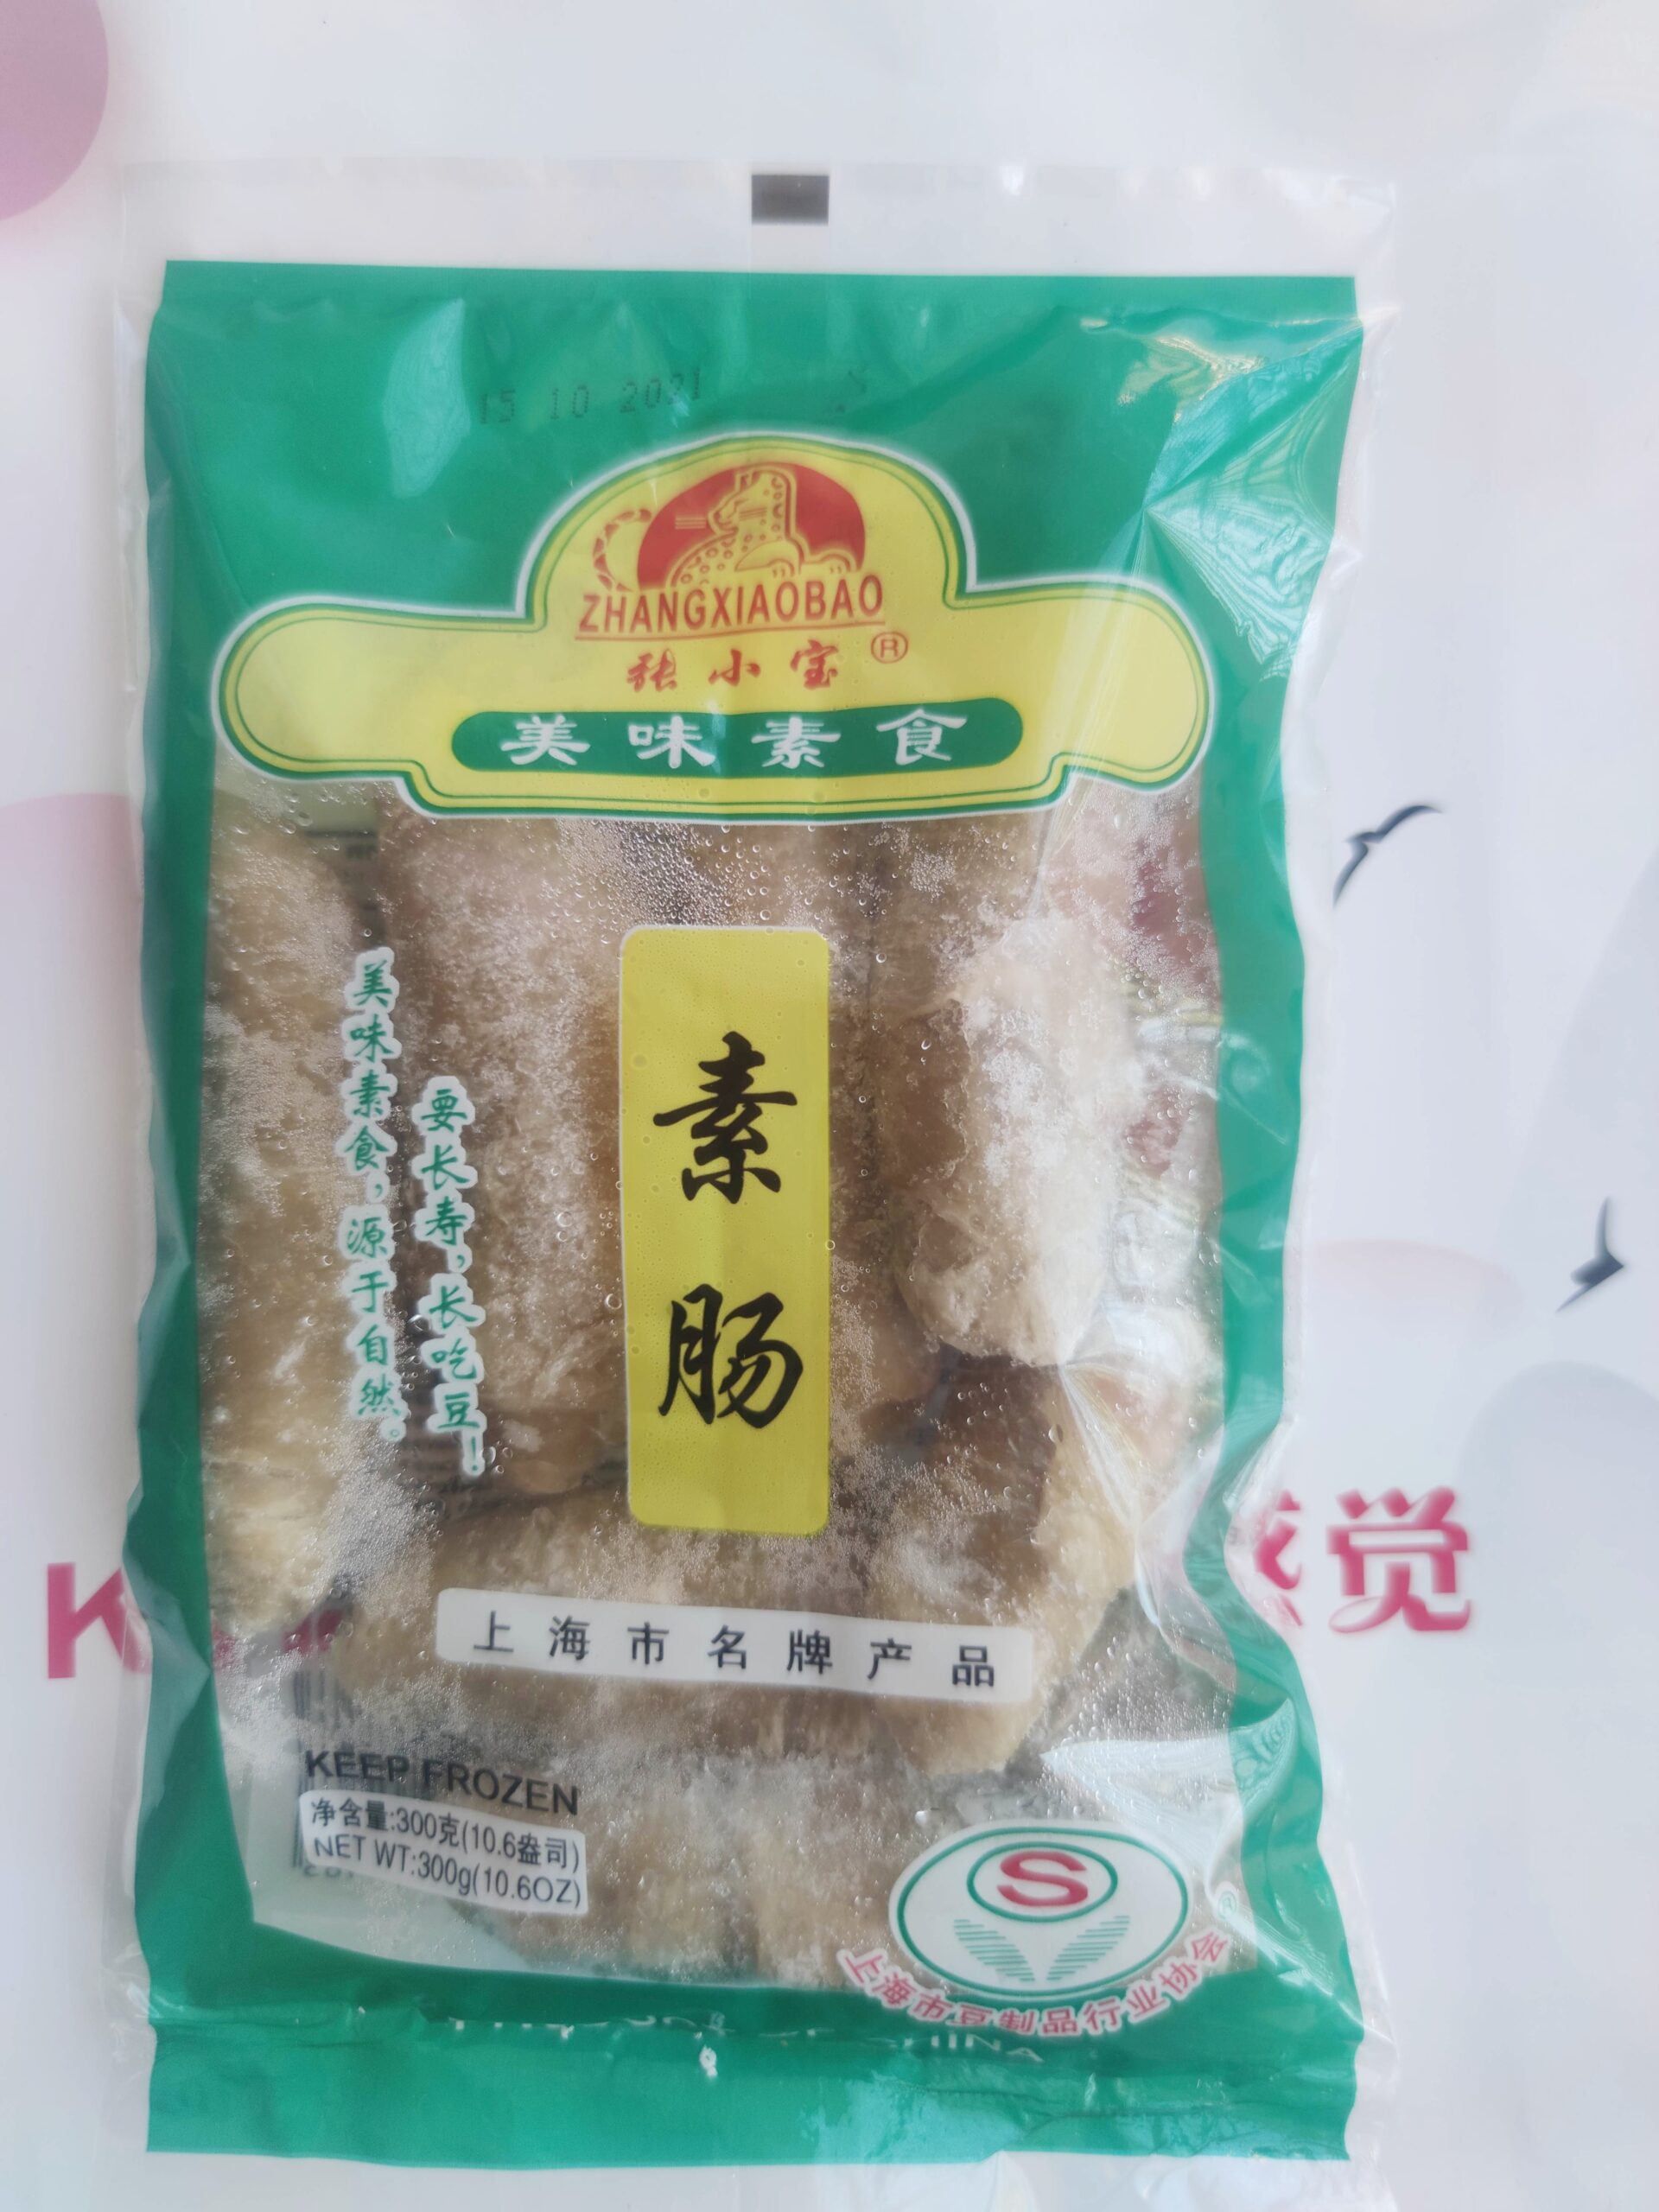 15 10 2021
ZHANGXIAOBAO
张小宝®
美味素食
素肠
美味素食，源于自然。
要长寿，长吃豆！
上海市名牌产品
KEEP FROZEN
净含量:300克(10.6盎司)
NET WT:300g(10.6OZ)
S
上海市豆制品行业协会
K
感觉